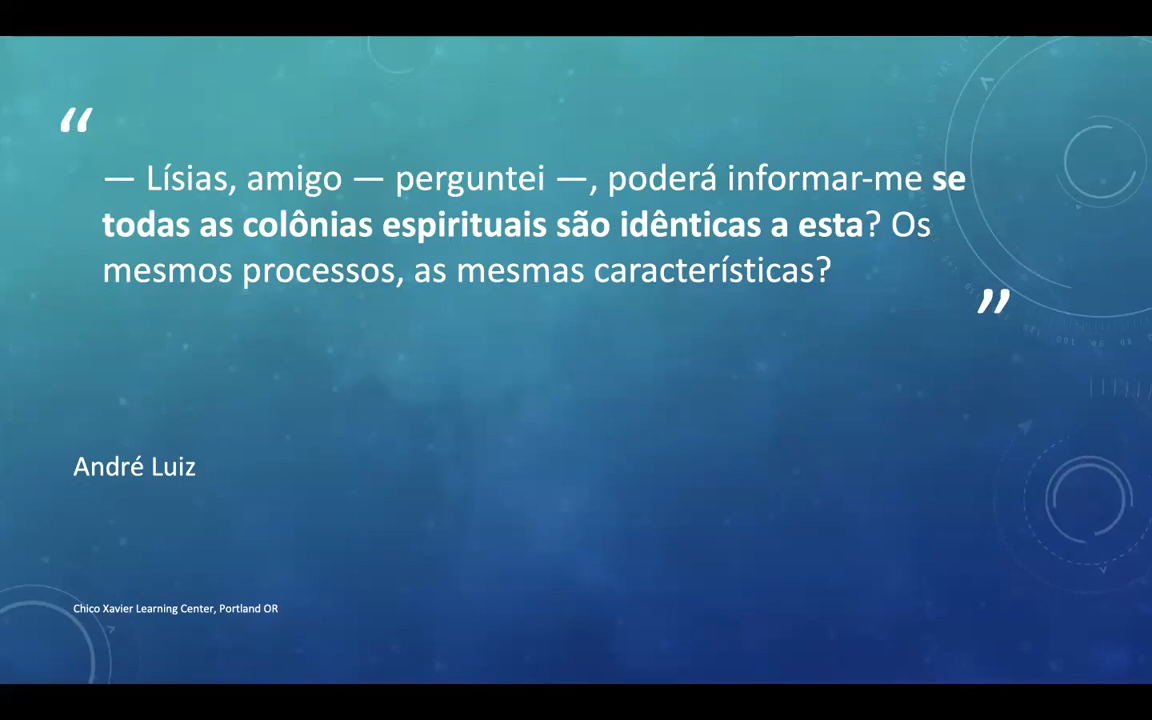 “
— Lísias, amigo — perguntei —, poderá informar-me se
todas as colônias espirituais são idênticas a esta? Os
mesmos processos, as mesmas características?
”
André Luiz
Chico Xavier Learning Center, Portland OR